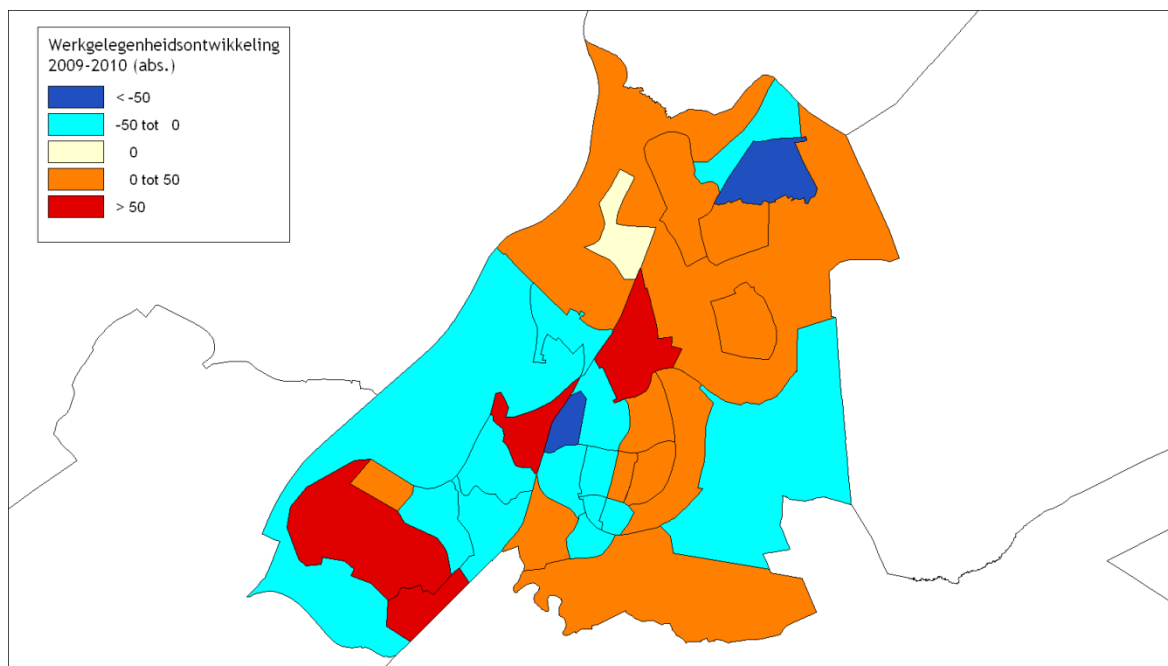 Werkgelegenheidsontwikkeling
2009-2010 (abs.)
< -50
-50 tot 0
0
0 tot 50
> 50